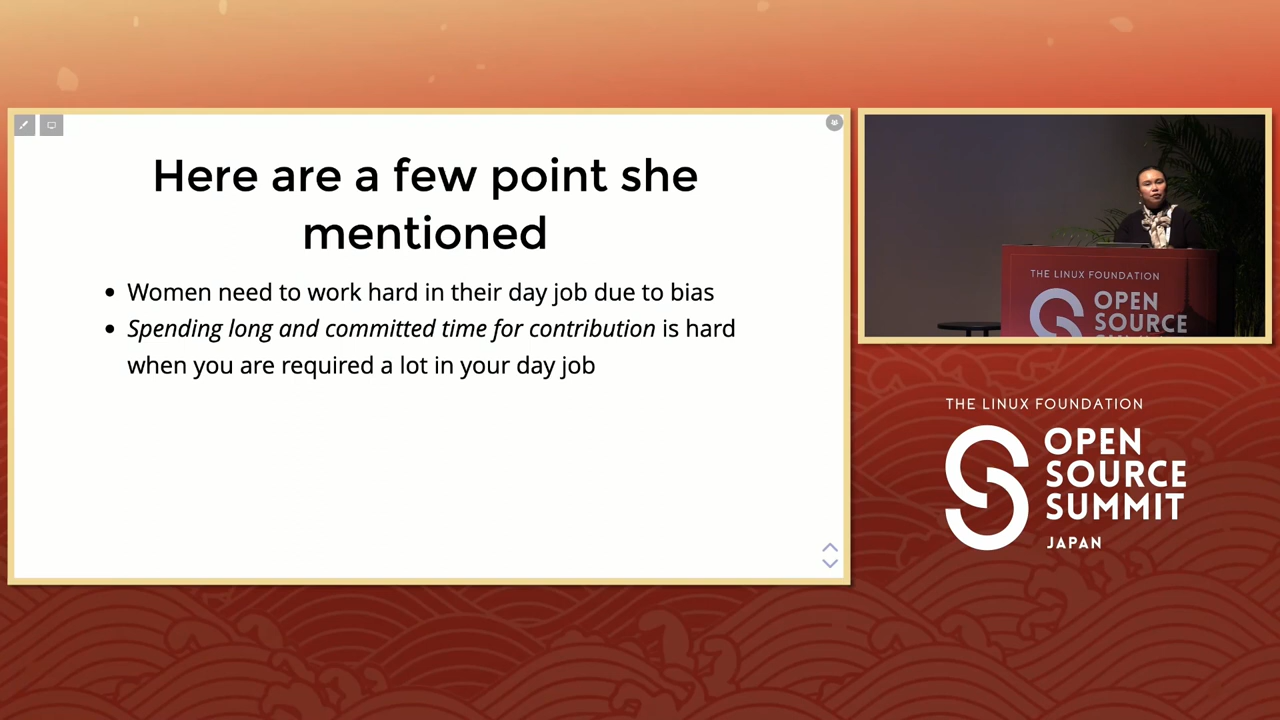 Here are a few point she
mentioned
• Women need to work hard in their day job due to bias
• Spending long and committed time for contribution is hard
when you are required a lot in your day job
THE LINUX FOUNDATION
OPEN
SOURCE
THE LINUX FOUNDATION
OPEN
SOURCE
SUMMIT
JAPAN